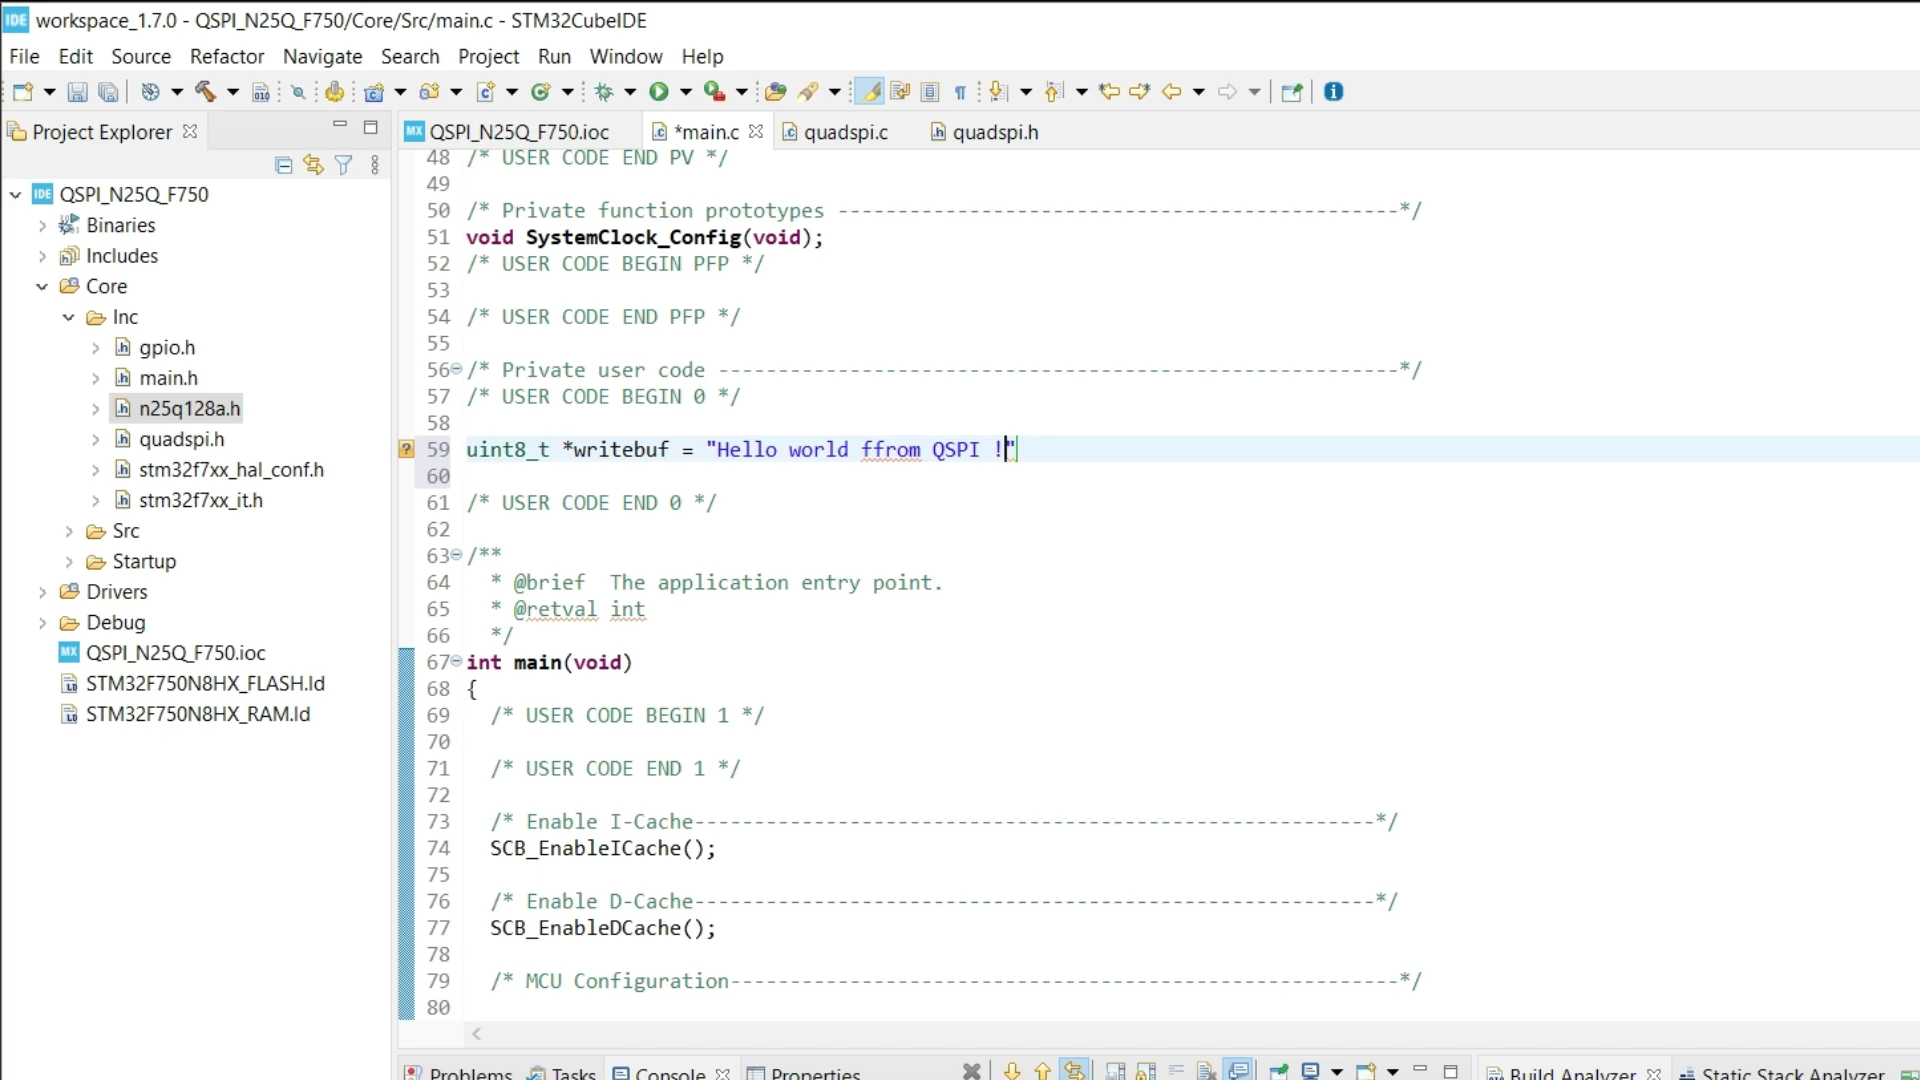 IDE workspace_1.7.0 - QSPI_N25Q_F750/Core/Src/main.c - STM32CubeIDE
File Edit Source Refactor Navigate Search Project Run Window Help
Project Explorer
QSPI_N25Q_F750
Binaries
Includes
Core
Inc
gpio.h
main.h
n25q128a.h
quadspi.h
stm32f7xx_hal_conf.h
stm32f7xx_it.h
Src
Startup
Drivers
Debug
QSPI_N25Q_F750.ioc
STM32F750N8HX_FLASH.ld
STM32F750N8HX_RAM.ld
MX QSPI_N25Q_F750.ioc *main.c quadspi.c quadspi.h
48 /* USER CODE END PV */
49
50 /* Private function prototypes -----------------------------------------------*/
51 void SystemClock_Config(void);
52 /* USER CODE BEGIN PFP */
53
54 /* USER CODE END PFP */
55
56 /* Private user code ---------------------------------------------------------*/
57 /* USER CODE BEGIN 0 */
58
59 uint8_t *writebuf = "Hello world ffrom QSPI !"
60
61 /* USER CODE END 0 */
62
63 /**
64 * @brief The application entry point.
65 * @retval int
66 */
67 int main(void)
68 {
69 /* USER CODE BEGIN 1 */
70
71 /* USER CODE END 1 */
72
73 /* Enable I-Cache---------------------------------------------------------*/
74 SCB_EnableICache();
75
76 /* Enable D-Cache---------------------------------------------------------*/
77 SCB_EnableDCache();
78
79 /* MCU Configuration--------------------------------------------------------*/
80
Problems Tasks Console Properties Build Analyzer Static Stack Analyzer